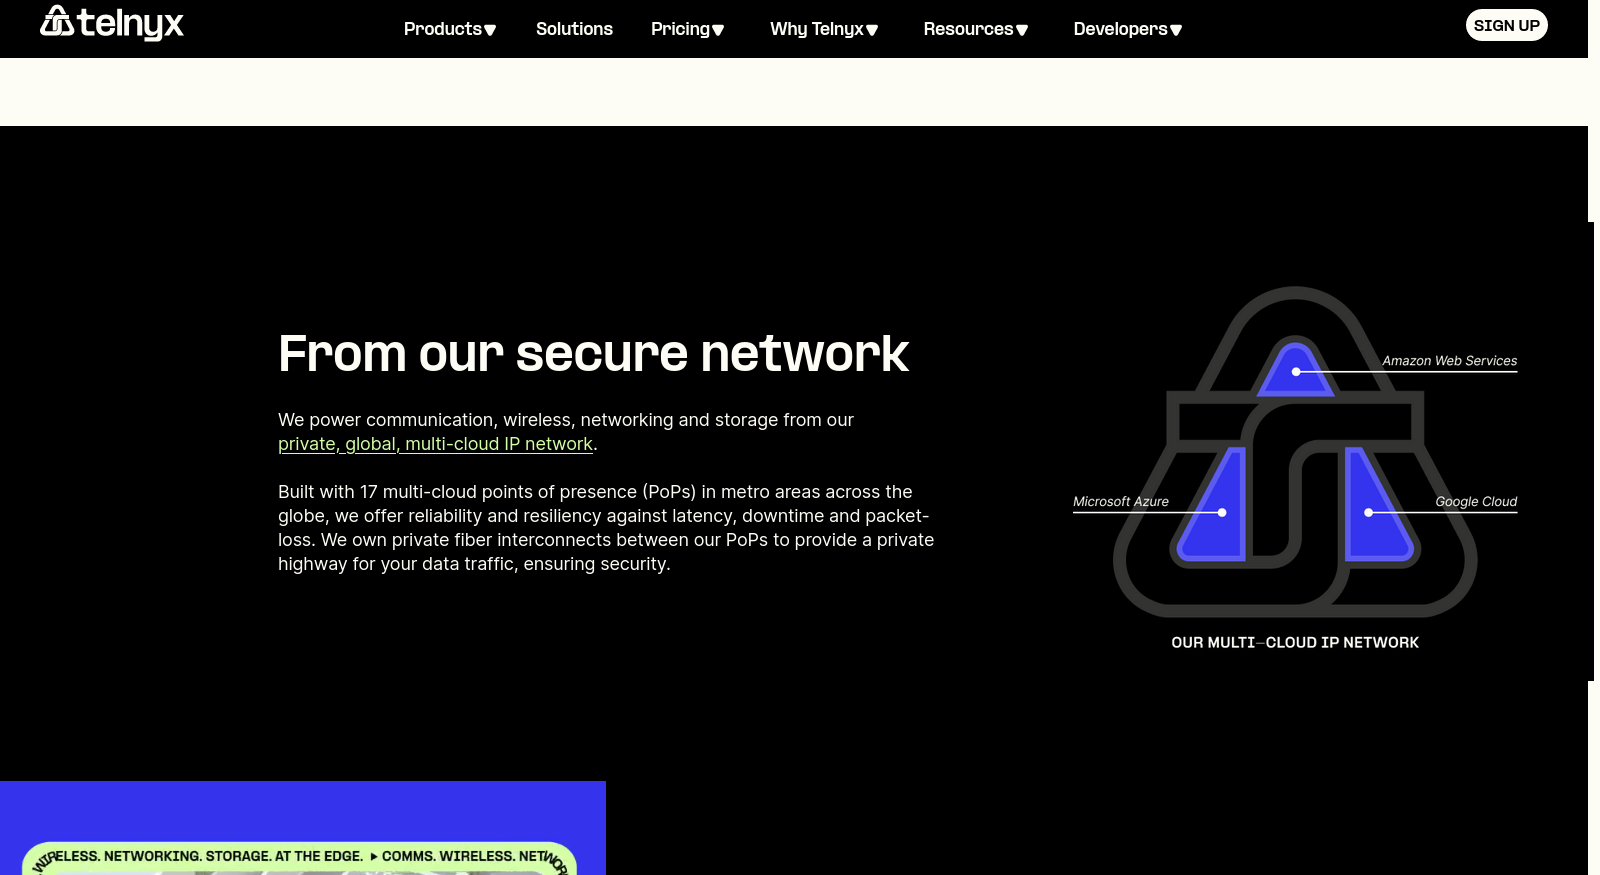 telnyx
Products
Solutions
Pricing
Why Telnyx
Resources
Developers
SIGN UP
From our secure network
We power communication, wireless, networking and storage from our
private, global, multi-cloud IP network.
Built with 17 multi-cloud points of presence (PoPs) in metro areas across the
globe, we offer reliability and resiliency against latency, downtime and packet-
loss. We own private fiber interconnects between our PoPs to provide a private
highway for your data traffic, ensuring security.
Amazon Web Services
Microsoft Azure
Google Cloud
OUR MULTI–CLOUD IP NETWORK
WIRELESS. NETWORKING. STORAGE. AT THE EDGE. ▶ COMMS. WIRELESS. NETWOR